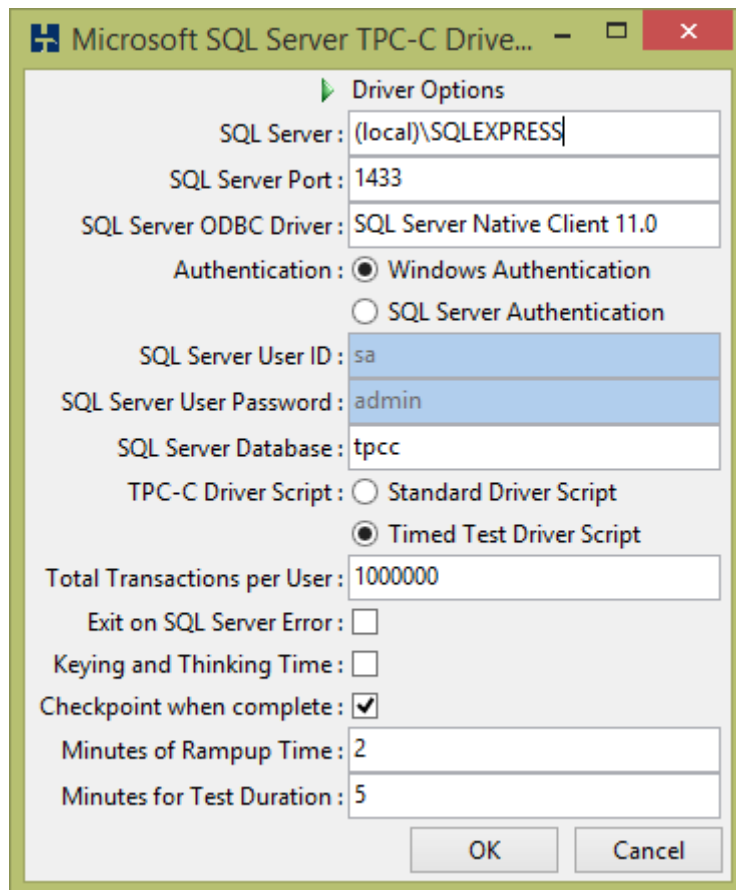 Microsoft SQL Server TPC-C Drive...
Driver Options
SQL Server : (local)\SQLEXPRESS
SQL Server Port : 1433
SQL Server ODBC Driver : SQL Server Native Client 11.0
Authentication : Windows Authentication
SQL Server Authentication
SQL Server User ID : sa
SQL Server User Password : admin
SQL Server Database : tpcc
TPC-C Driver Script : Standard Driver Script
Timed Test Driver Script
Total Transactions per User : 1000000
Exit on SQL Server Error :
Keying and Thinking Time :
Checkpoint when complete :
Minutes of Rampup Time : 2
Minutes for Test Duration : 5
OK Cancel